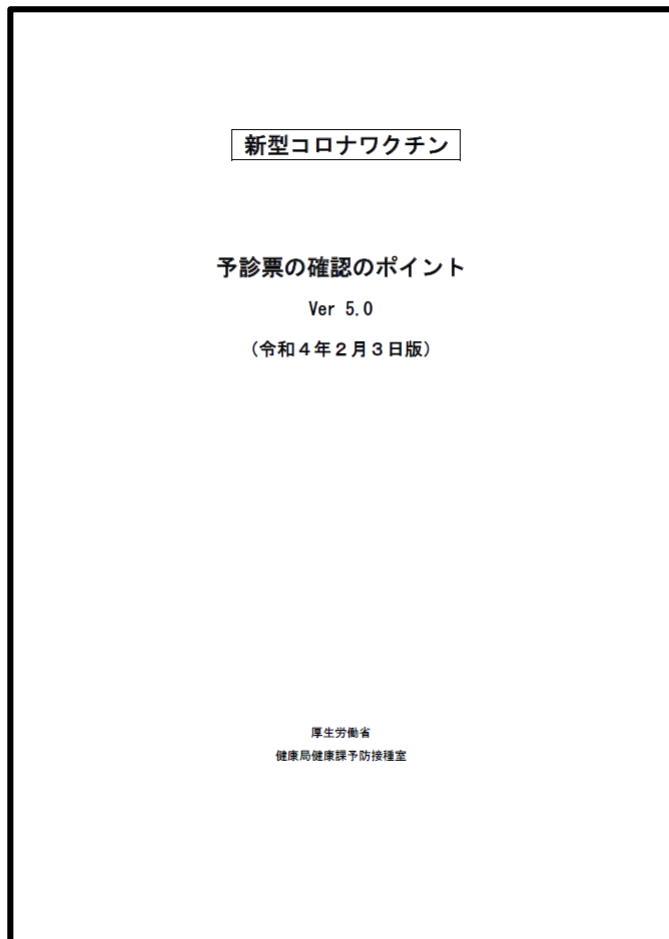 新型コロナワクチン
予診票の確認のポイント
Ver 5.0
（令和４年２月３日版）
厚生労働省
健康局健康課予防接種室